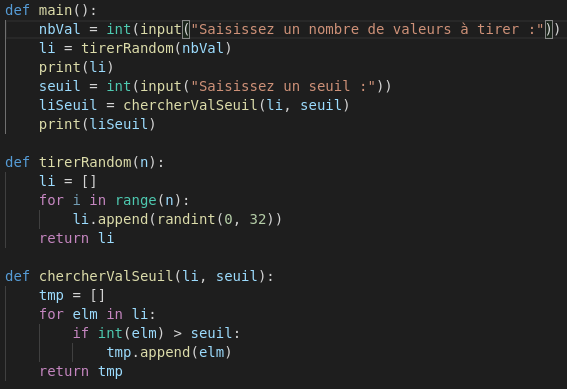 def main():
    nbVal = int(input("Saisissez un nombre de valeurs à tirer :"))
    li = tirerRandom(nbVal)
    print(li)
    seuil = int(input("Saisissez un seuil :"))
    liSeuil = chercherValSeuil(li, seuil)
    print(liSeuil)

def tirerRandom(n):
    li = []
    for i in range(n):
        li.append(randint(0, 32))
    return li

def chercherValSeuil(li, seuil):
    tmp = []
    for elm in li:
        if int(elm) > seuil:
            tmp.append(elm)
    return tmp